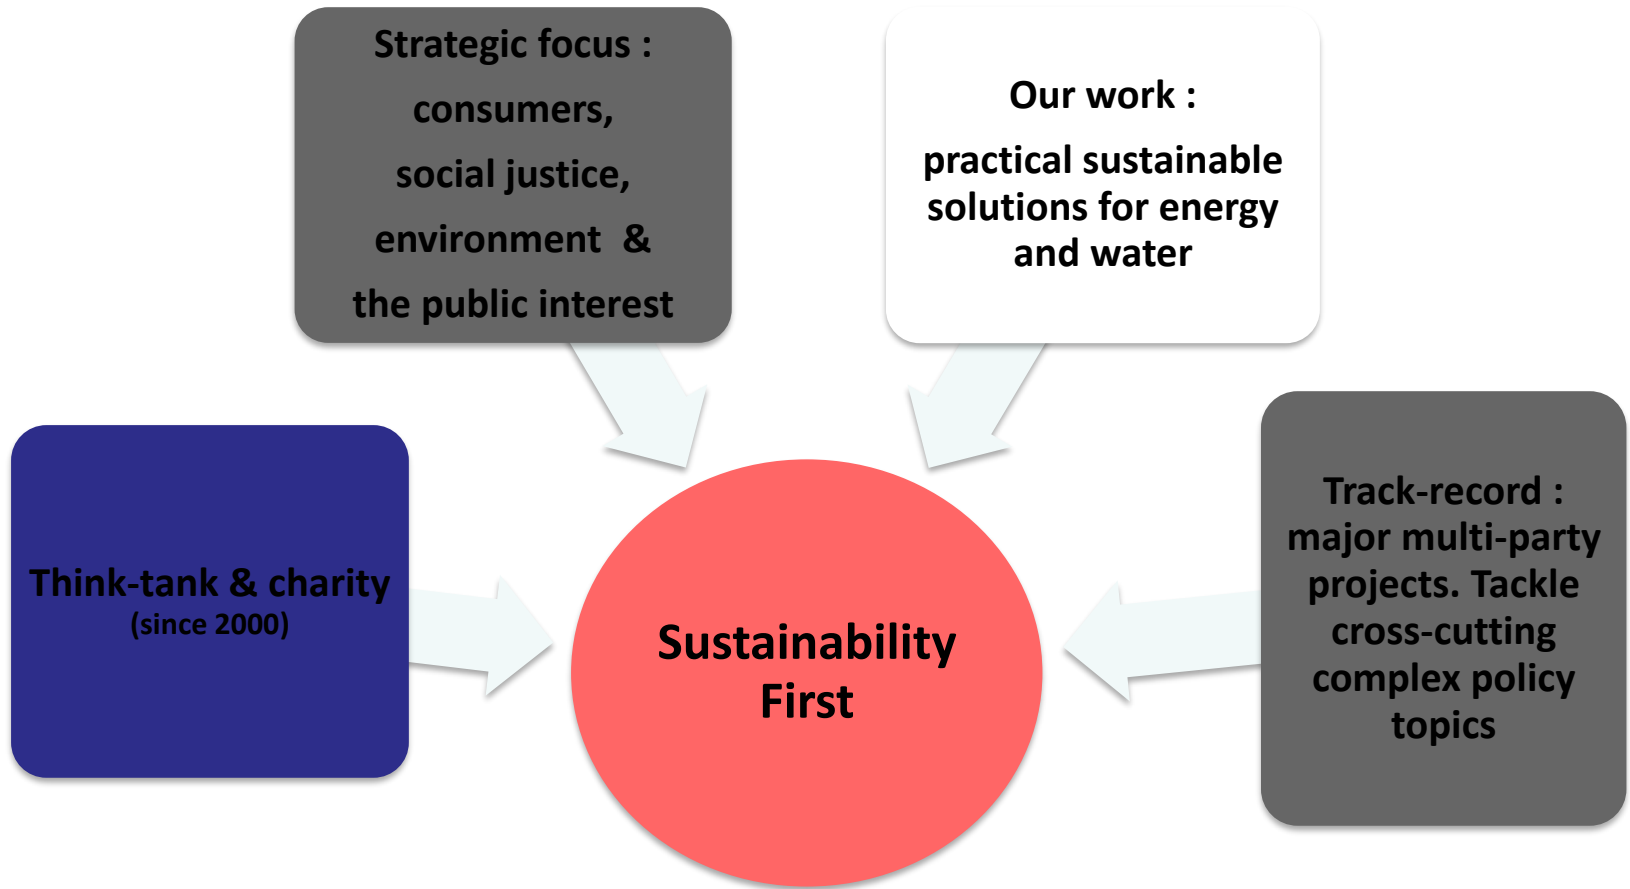 Strategic focus :
consumers,
social justice,
environment  &
the public interest
Our work :
practical sustainable
solutions for energy
and water
Think-tank & charity
(since 2000)
Sustainability
First
Track-record :
major multi-party
projects. Tackle
cross-cutting
complex policy
topics